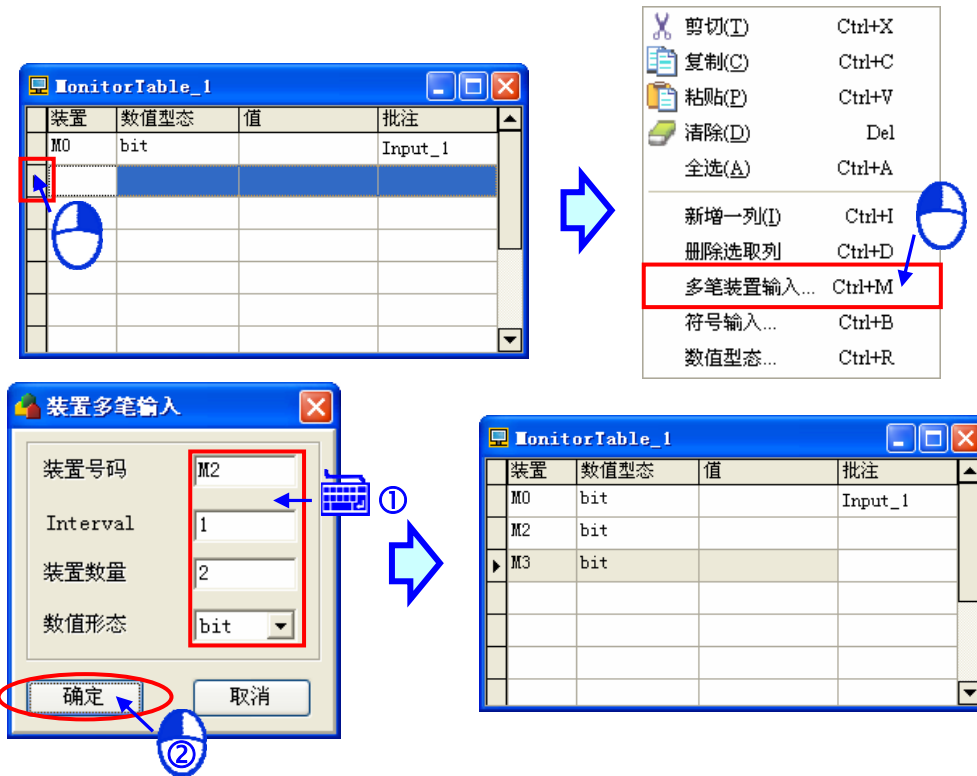 MonitorTable_1
装置 数值型态 值 批注
M0 bit Input_1
剪切(T) Ctrl+X
复制(C) Ctrl+C
粘贴(P) Ctrl+V
清除(D) Del
全选(A) Ctrl+A
新增一列(I) Ctrl+I
删除选取列 Ctrl+D
多笔装置输入... Ctrl+M
符号输入... Ctrl+B
数值型态... Ctrl+R
装置多笔输入
装置号码 M2
①
Interval 1
装置数量 2
数值形态 bit
确定 取消
②
MonitorTable_1
装置 数值型态 值 批注
M0 bit Input_1
M2 bit
M3 bit